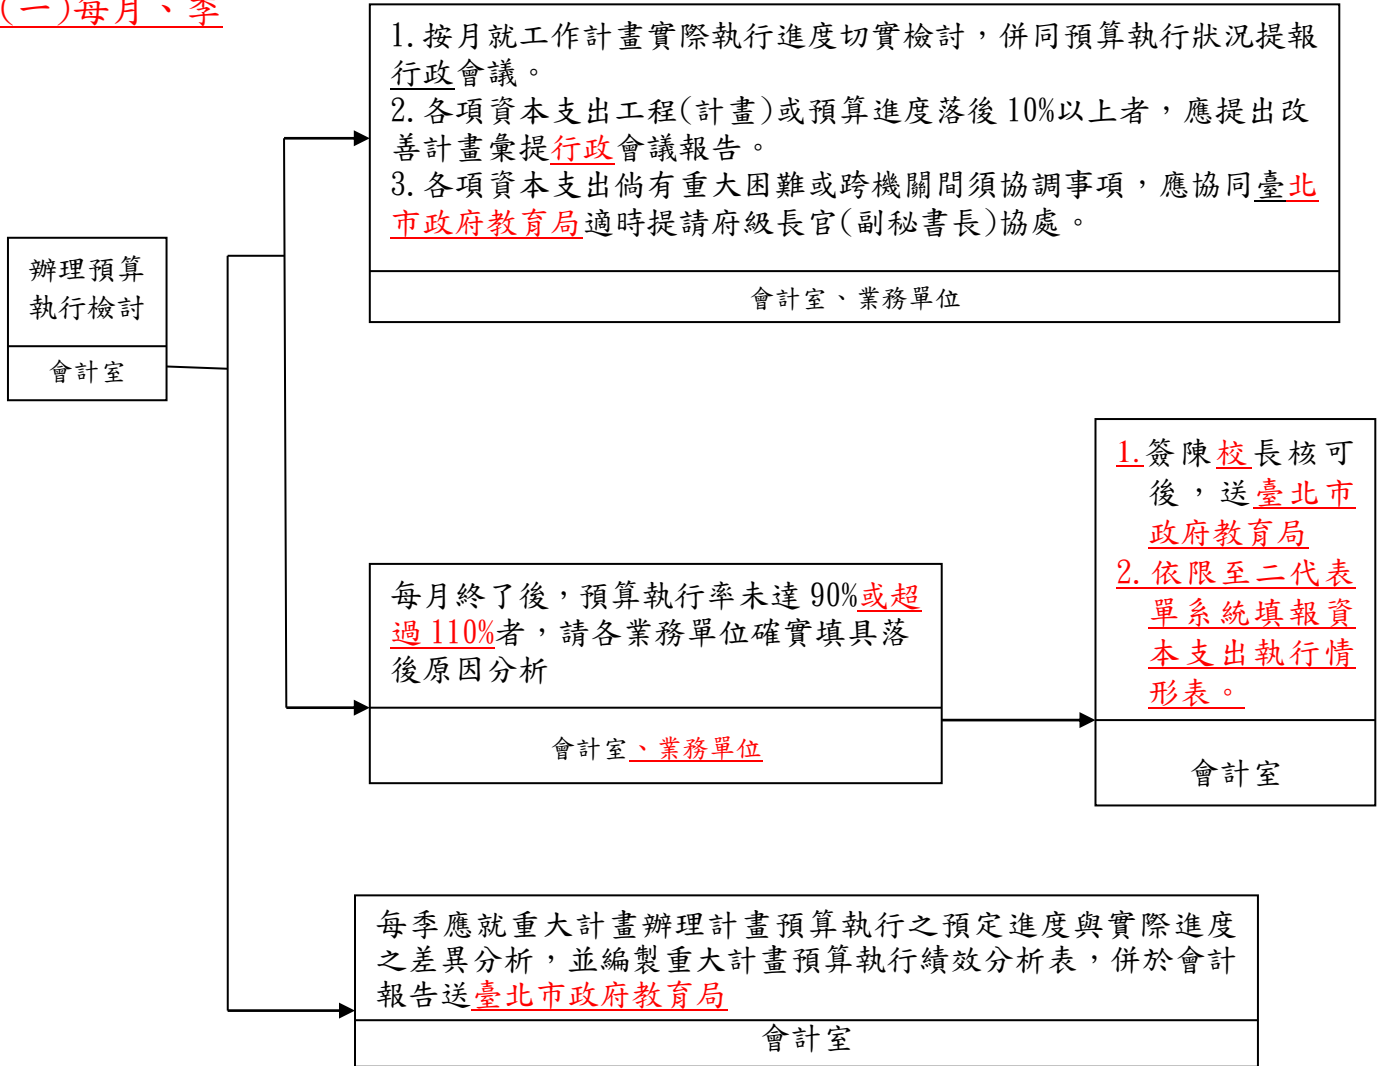 (一)每月、季
1.按月就工作計畫實際執行進度切實檢討，併同預算執行狀況提報
行政會議。
2.各項資本支出工程(計畫)或預算進度落後 10%以上者，應提出改
善計畫彙提行政會議報告。
3.各項資本支出倘有重大困難或跨機關間須協調事項，應協同臺北
市政府教育局適時提請府級長官(副秘書長)協處。
會計室、業務單位
辦理預算
執行檢討
會計室
每月終了後，預算執行率未達 90%或超
過 110%者，請各業務單位確實填具落
後原因分析
會計室、業務單位
1.簽陳校長核可
後，送臺北市
政府教育局
2.依限至二代表
單系統填報資
本支出執行情
形表。
會計室
每季應就重大計畫辦理計畫預算執行之預定進度與實際進度
之差異分析，並編製重大計畫預算執行績效分析表，併於會計
報告送臺北市政府教育局
會計室